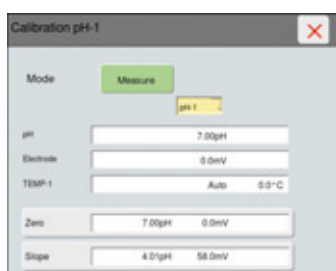 Calibration pH-1
Mode Measure
pH-1
pH 7.00pH
Electrode 0.0mV
TEMP-1 Auto 0.0°C
Zero 7.00pH 0.0mV
Slope 4.01pH 58.0mV